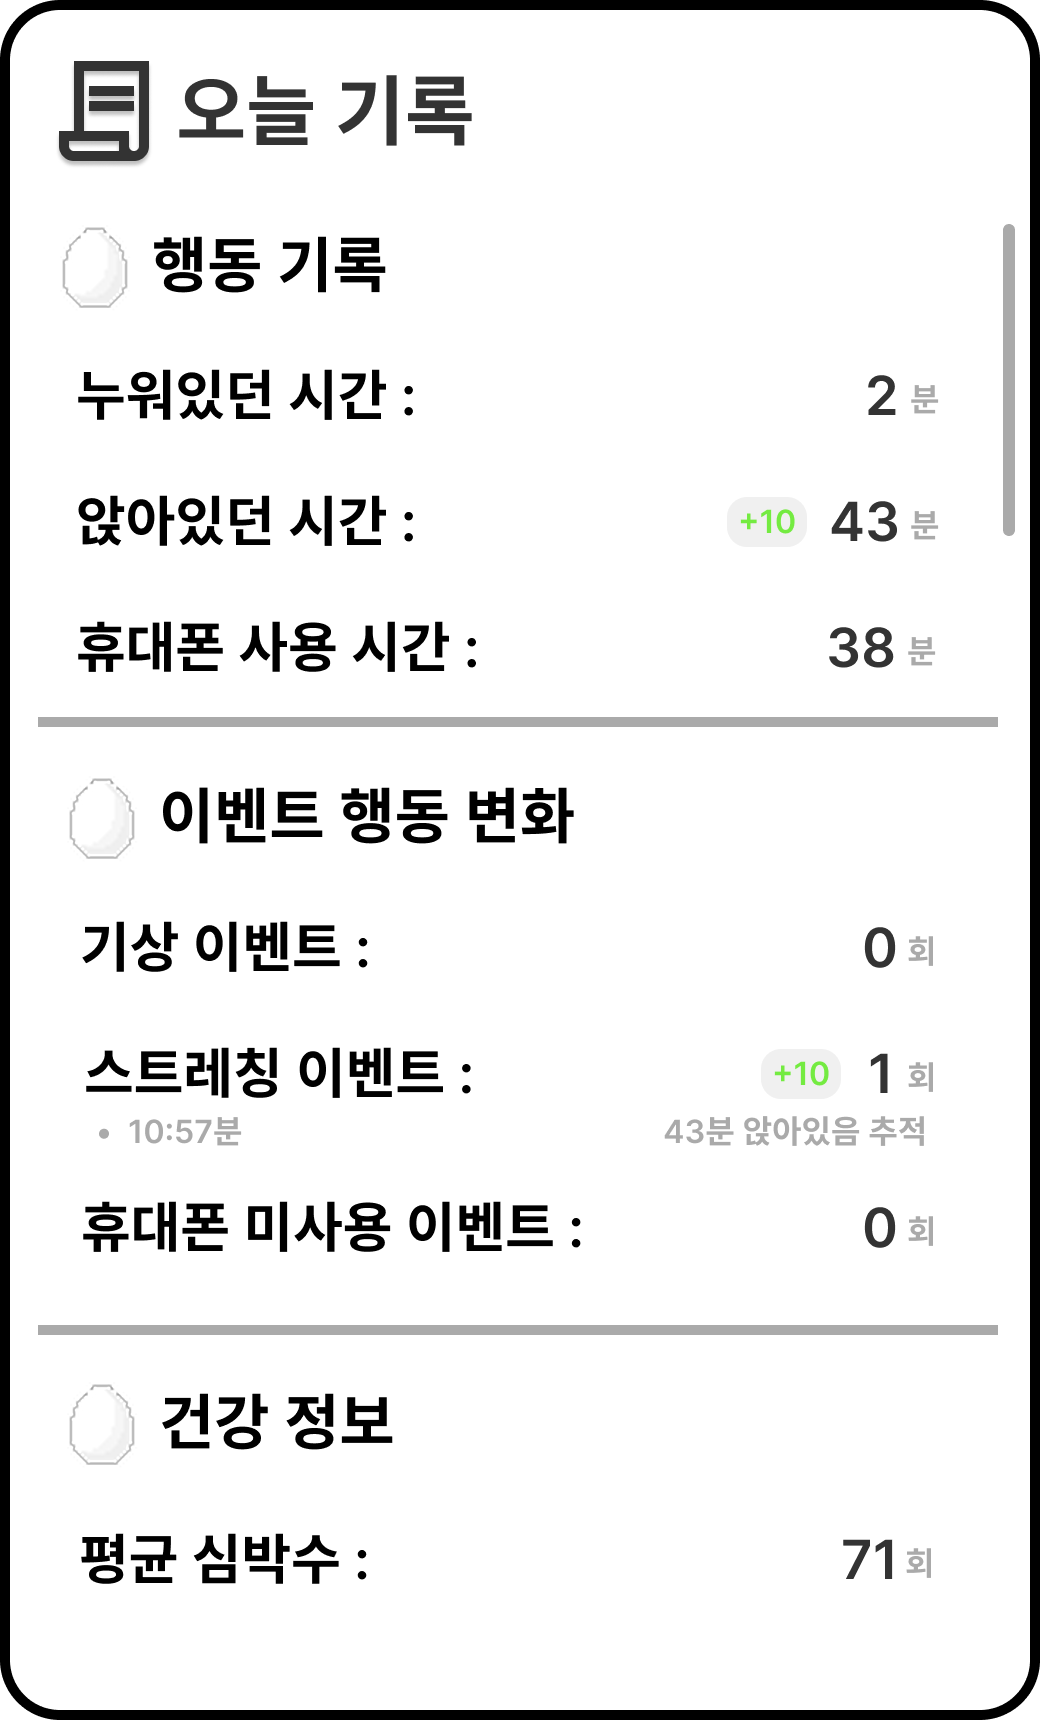 오늘 기록
행동 기록
누워있던 시간 : 2 분
앉아있던 시간 : +10 43 분
휴대폰 사용 시간 : 38 분
이벤트 행동 변화
기상 이벤트 : 0 회
스트레칭 이벤트 : +10 1 회
• 10:57분 43분 앉아있음 추적
휴대폰 미사용 이벤트 : 0 회
건강 정보
평균 심박수 : 71 회